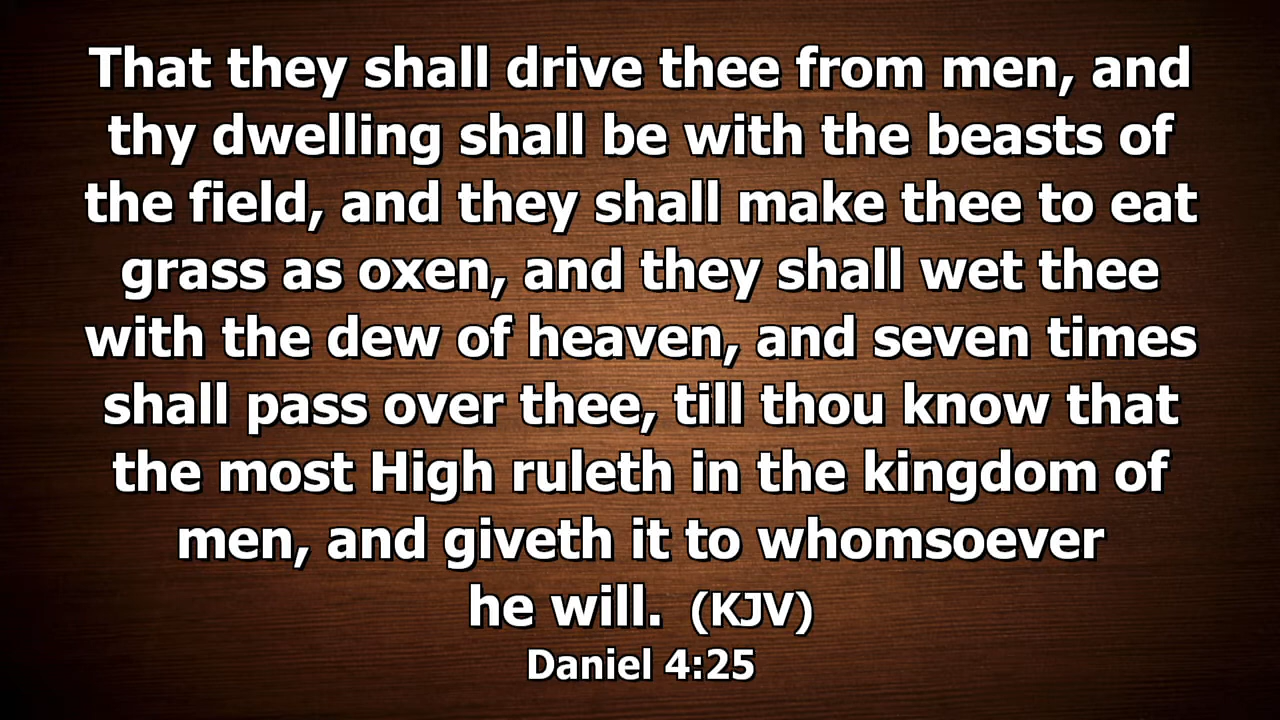 That they shall drive thee from men, and
thy dwelling shall be with the beasts of
the field, and they shall make thee to eat
grass as oxen, and they shall wet thee
with the dew of heaven, and seven times
shall pass over thee, till thou know that
the most High ruleth in the kingdom of
men, and giveth it to whomsoever
he will. (KJV)
Daniel 4:25